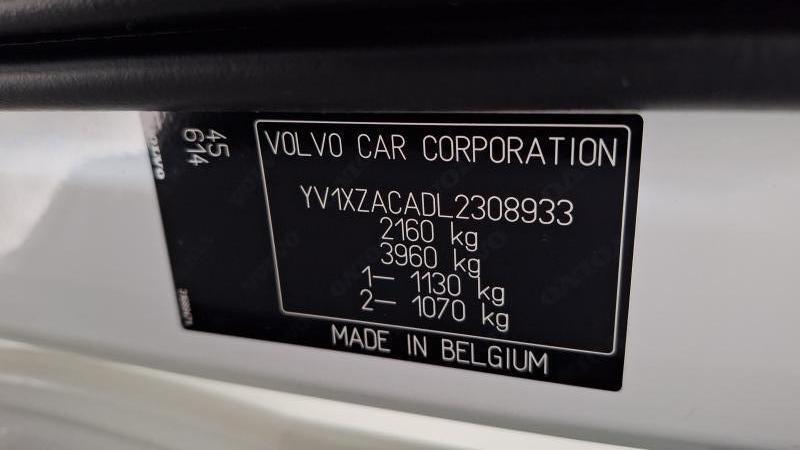 VOLVO CAR CORPORATION
YV1XZACADL2308933
2160 kg
3960 kg
1— 1130 kg
2— 1070 kg
MADE IN BELGIUM
45
614
VOLVO